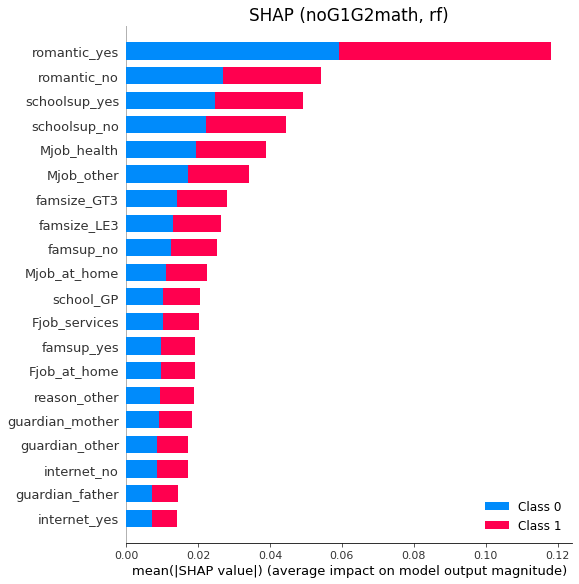 SHAP (noG1G2math, rf)
romantic_yes
romantic_no
schoolsup_yes
schoolsup_no
Mjob_health
Mjob_other
famsize_GT3
famsize_LE3
famsup_no
Mjob_at_home
school_GP
Fjob_services
famsup_yes
Fjob_at_home
reason_other
guardian_mother
guardian_other
internet_no
guardian_father
internet_yes
Class 0
Class 1
0.00 0.02 0.04 0.06 0.08 0.10 0.12
mean(|SHAP value|) (average impact on model output magnitude)